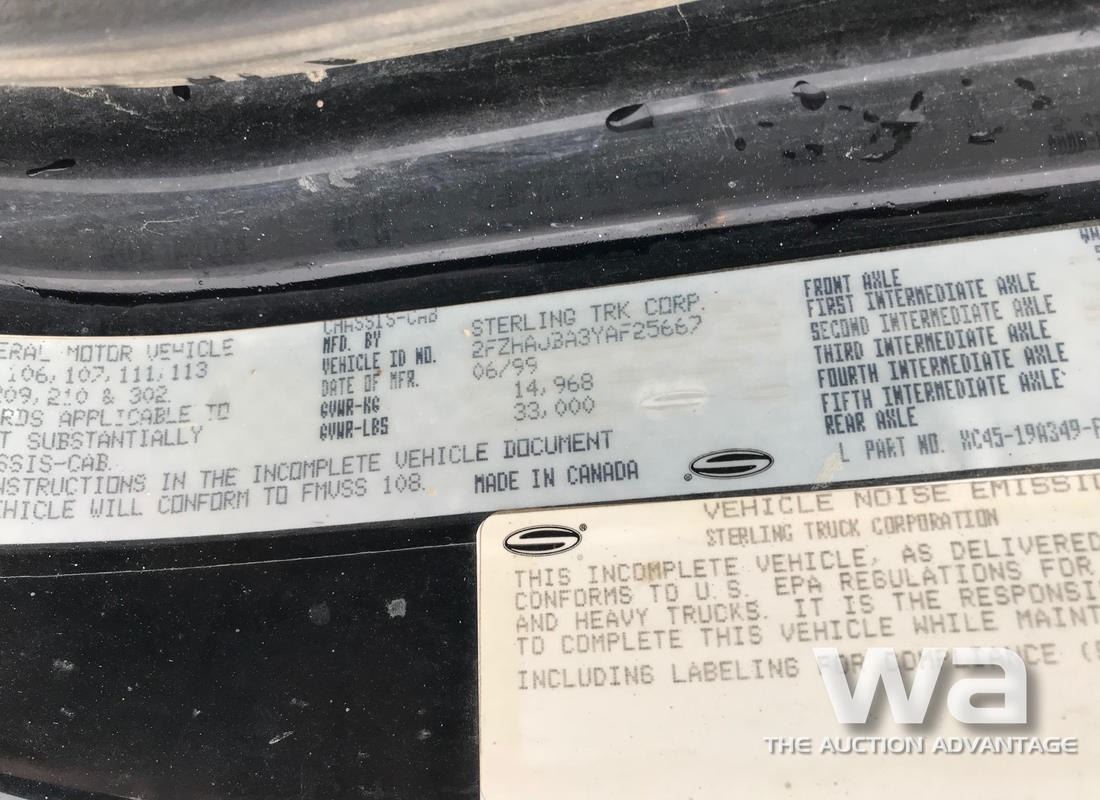 ERAL MOTOR VEHICLE
106, 107, 111, 113
209, 210 & 302.
RDS APPLICABLE TO
T SUBSTANTIALLY
SSIS-CAB.
NSTRUCTIONS IN THE INCOMPLETE VEHICLE DOCUMENT
EHICLE WILL CONFORM TO FMVSS 108. MADE IN CANADA
CHASSIS-CAB
MFD. BY STERLING TRK CORP.
VEHICLE ID NO. 2FZHAJBA3YAF25667
DATE OF MFR. 06/99
GVWR-KG 14,968
GVWR-LBS 33,000
FRONT AXLE
FIRST INTERMEDIATE AXLE
SECOND INTERMEDIATE AXLE
THIRD INTERMEDIATE AXLE
FOURTH INTERMEDIATE AXLE
FIFTH INTERMEDIATE AXLE
REAR AXLE
L PART NO. XC45-19A349-
VEHICLE NOISE EMISSIO
STERLING TRUCK CORPORATION
THIS INCOMPLETE VEHICLE, AS DELIVERED
CONFORMS TO U.S. EPA REGULATIONS FOR
AND HEAVY TRUCKS. IT IS THE RESPONSI
TO COMPLETE THIS VEHICLE WHILE MAINT
INCLUDING LABELING FOR COMPLIANCE (
wa
THE AUCTION ADVANTAGE